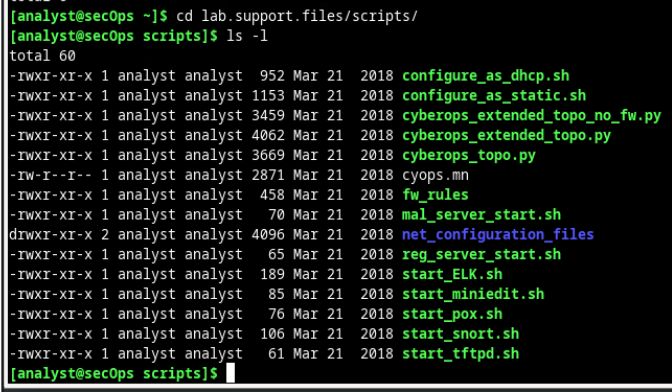 [analyst@secOps ~]$ cd lab.support.files/scripts/
[analyst@secOps scripts]$ ls -l
total 60
-rwxr-xr-x 1 analyst analyst  952 Mar 21  2018 configure_as_dhcp.sh
-rwxr-xr-x 1 analyst analyst 1153 Mar 21  2018 configure_as_static.sh
-rwxr-xr-x 1 analyst analyst 3459 Mar 21  2018 cyberops_extended_topo_no_fw.py
-rwxr-xr-x 1 analyst analyst 4062 Mar 21  2018 cyberops_extended_topo.py
-rwxr-xr-x 1 analyst analyst 3669 Mar 21  2018 cyberops_topo.py
-rw-r--r-- 1 analyst analyst 2871 Mar 21  2018 cyops.mn
-rwxr-xr-x 1 analyst analyst  458 Mar 21  2018 fw_rules
-rwxr-xr-x 1 analyst analyst   70 Mar 21  2018 mal_server_start.sh
drwxr-xr-x 2 analyst analyst 4096 Mar 21  2018 net_configuration_files
-rwxr-xr-x 1 analyst analyst   65 Mar 21  2018 reg_server_start.sh
-rwxr-xr-x 1 analyst analyst  189 Mar 21  2018 start_ELK.sh
-rwxr-xr-x 1 analyst analyst   85 Mar 21  2018 start_miniedit.sh
-rwxr-xr-x 1 analyst analyst   76 Mar 21  2018 start_pox.sh
-rwxr-xr-x 1 analyst analyst  106 Mar 21  2018 start_snort.sh
-rwxr-xr-x 1 analyst analyst   61 Mar 21  2018 start_tftpd.sh
[analyst@secOps scripts]$